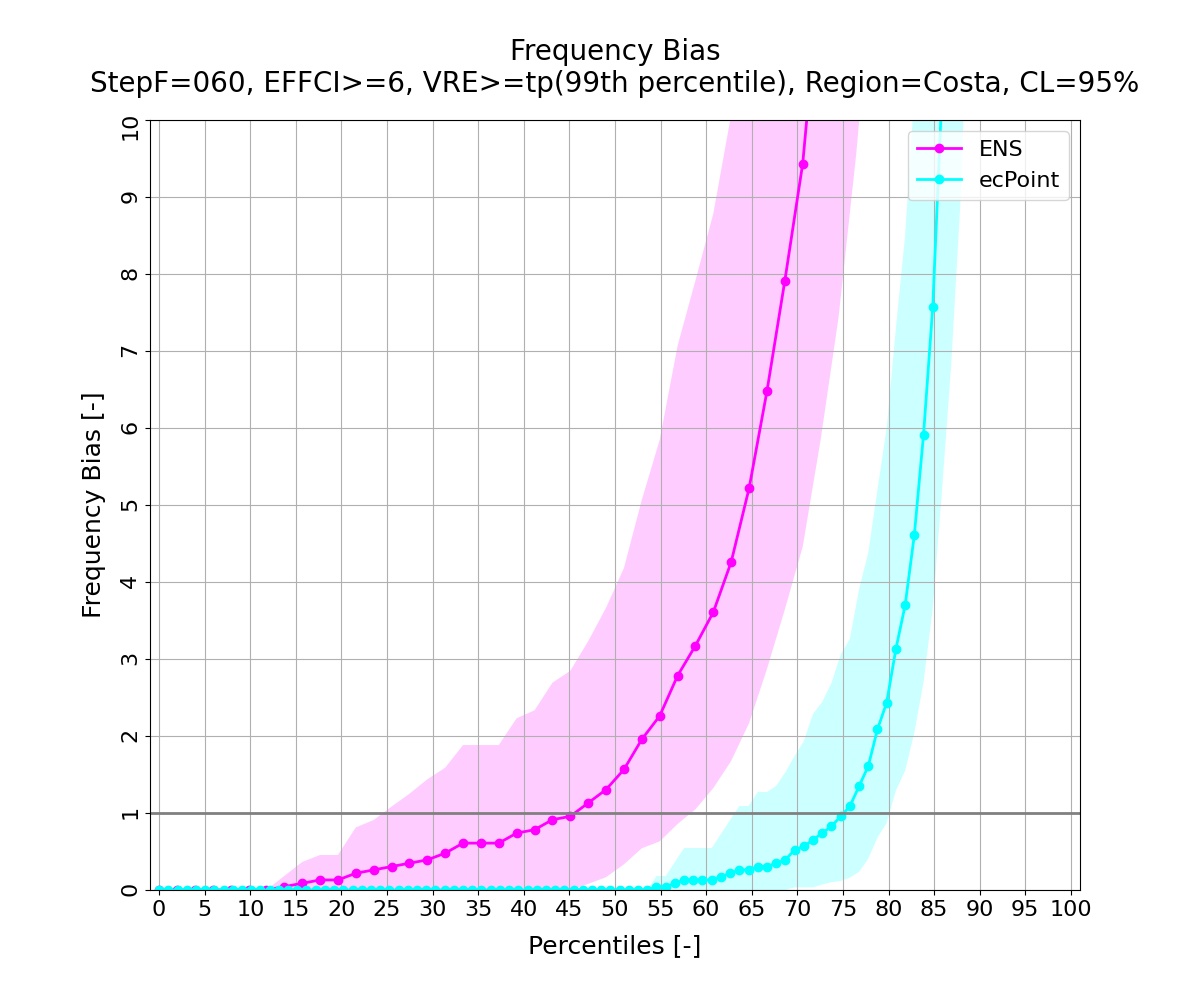 Frequency Bias
StepF=060, EFFCI>=6, VRE>=tp(99th percentile), Region=Costa, CL=95%
10
9
8
7
6
5
4
3
2
1
0
Frequency Bias [-]
ENS
ecPoint
0 5 10 15 20 25 30 35 40 45 50 55 60 65 70 75 80 85 90 95 100
Percentiles [-]